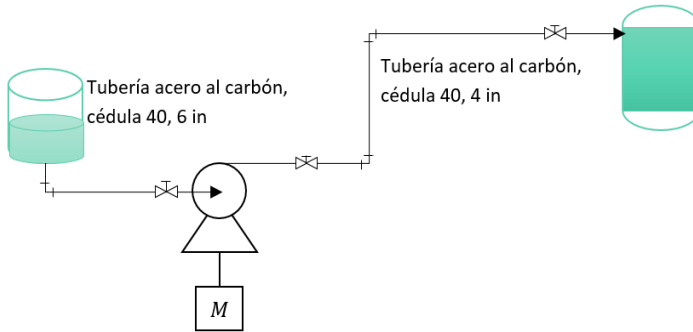 Tubería acero al carbón,
cédula 40, 6 in
Tubería acero al carbón,
cédula 40, 4 in
M